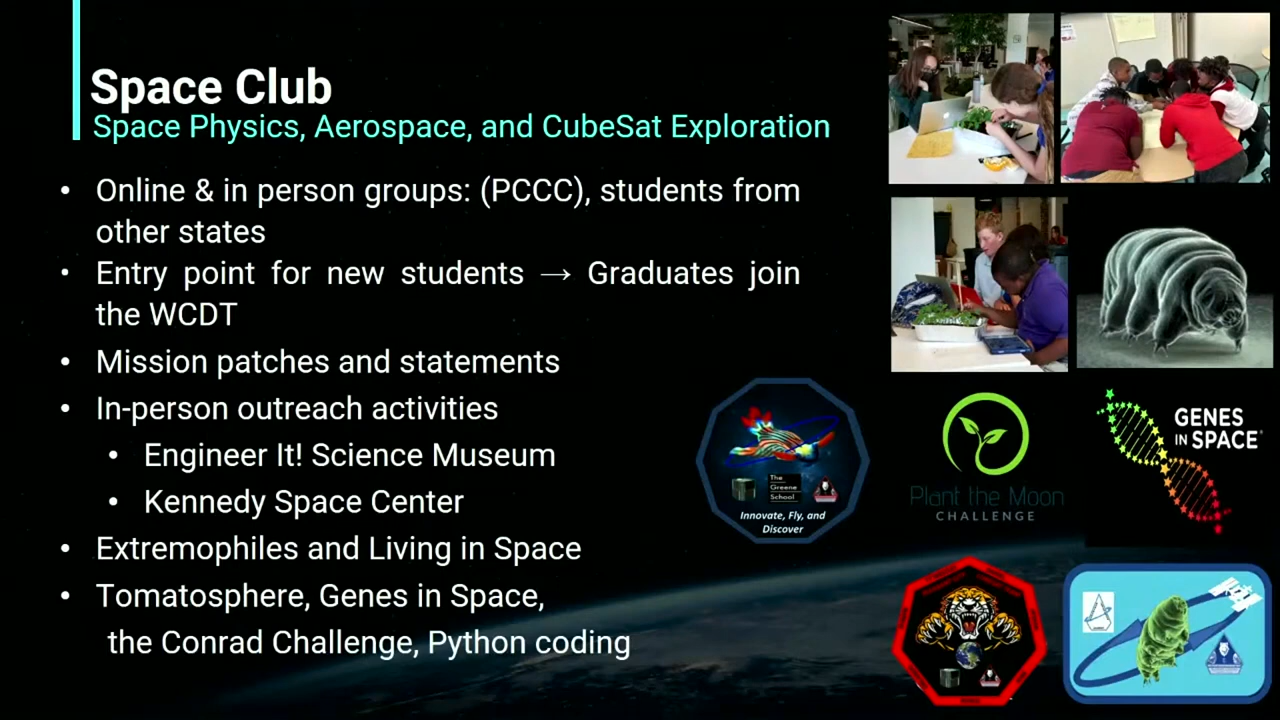 Space Club
Space Physics, Aerospace, and CubeSat Exploration
• Online & in person groups: (PCCC), students from
other states
• Entry point for new students → Graduates join
the WCDT
• Mission patches and statements
• In-person outreach activities
• Engineer It! Science Museum
• Kennedy Space Center
• Extremophiles and Living in Space
• Tomatosphere, Genes in Space,
the Conrad Challenge, Python coding
The
Greene
School
Innovate, Fly, and
Discover
Plant the Moon
CHALLENGE
GENES
IN SPACE